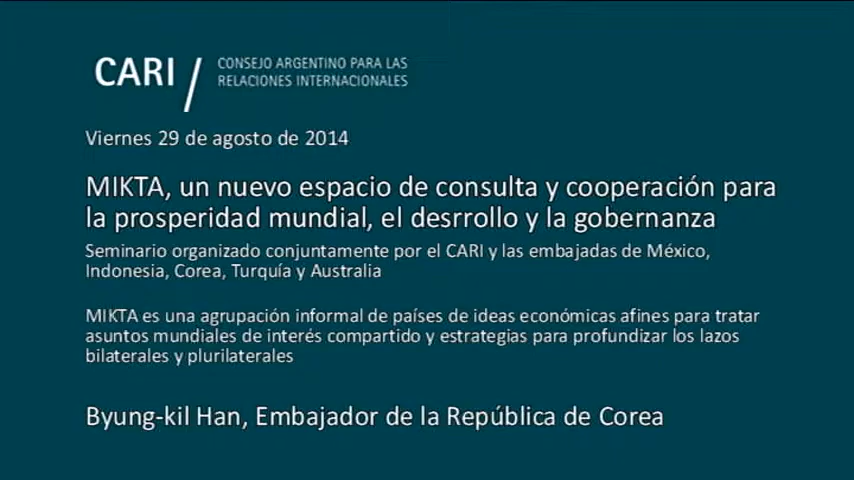 CARI /
CONSEJO ARGENTINO PARA LAS
RELACIONES INTERNACIONALES
Viernes 29 de agosto de 2014
MIKTA, un nuevo espacio de consulta y cooperación para
la prosperidad mundial, el desrrollo y la gobernanza
Seminario organizado conjuntamente por el CARI y las embajadas de México,
Indonesia, Corea, Turquía y Australia
MIKTA es una agrupación informal de países de ideas económicas afines para tratar
asuntos mundiales de interés compartido y estrategias para profundizar los lazos
bilaterales y plurilaterales
Byung-kil Han, Embajador de la República de Corea